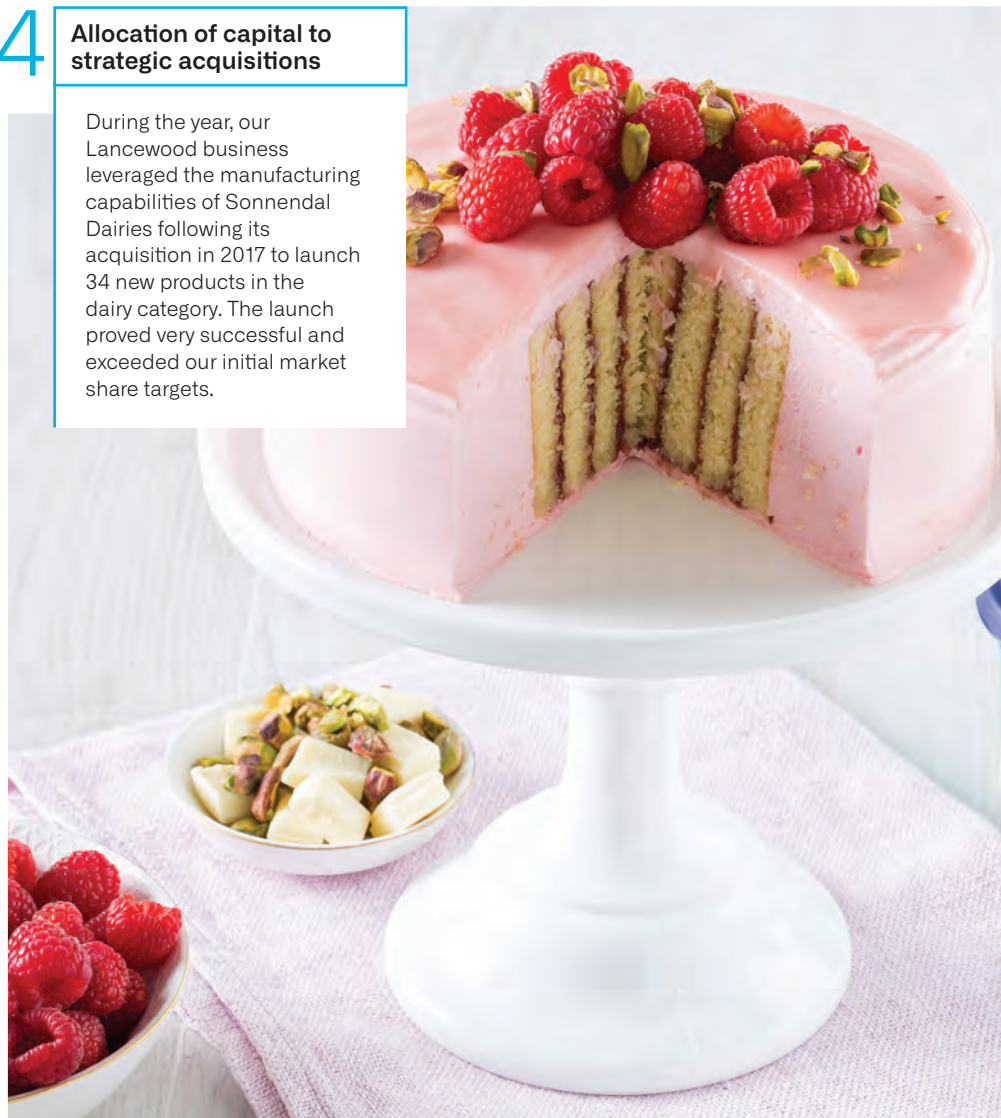 4
Allocation of capital to
strategic acquisitions
During the year, our
Lancewood business
leveraged the manufacturing
capabilities of Sonnendal
Dairies following its
acquisition in 2017 to launch
34 new products in the
dairy category. The launch
proved very successful and
exceeded our initial market
share targets.